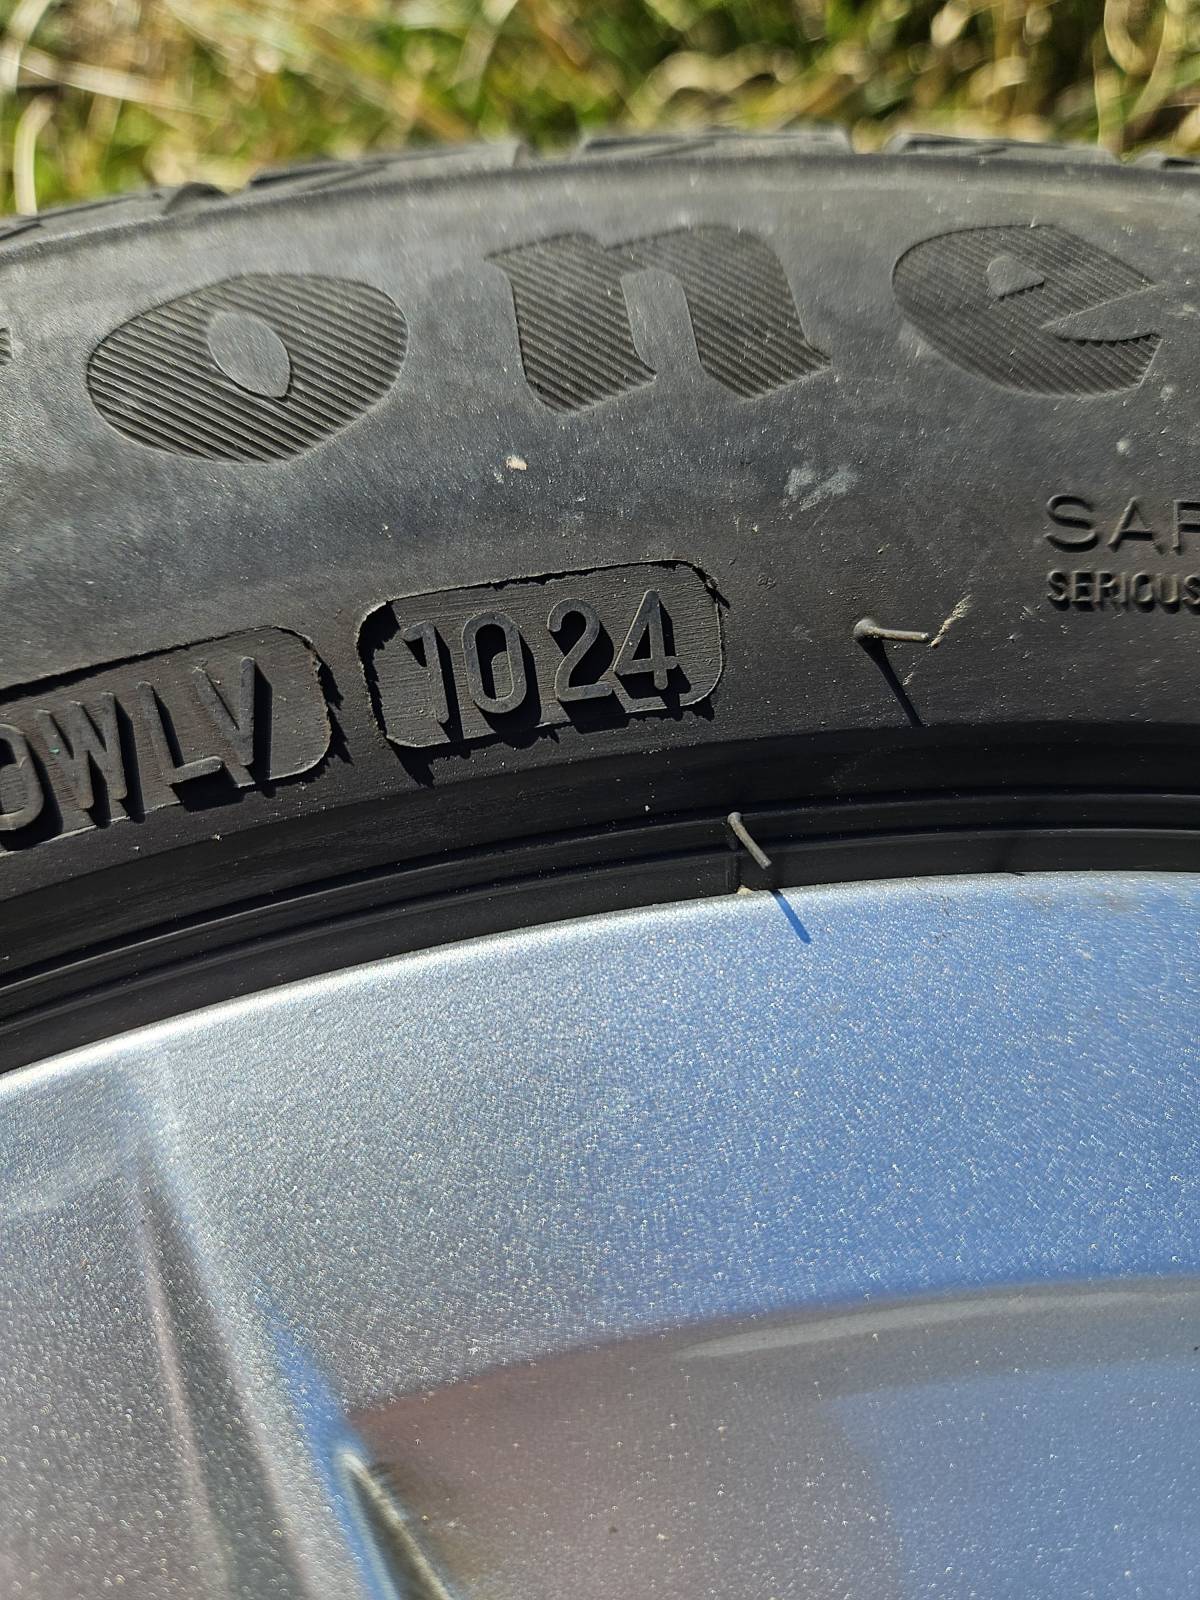 one
SAF
SERIOUS
OWLV
1024